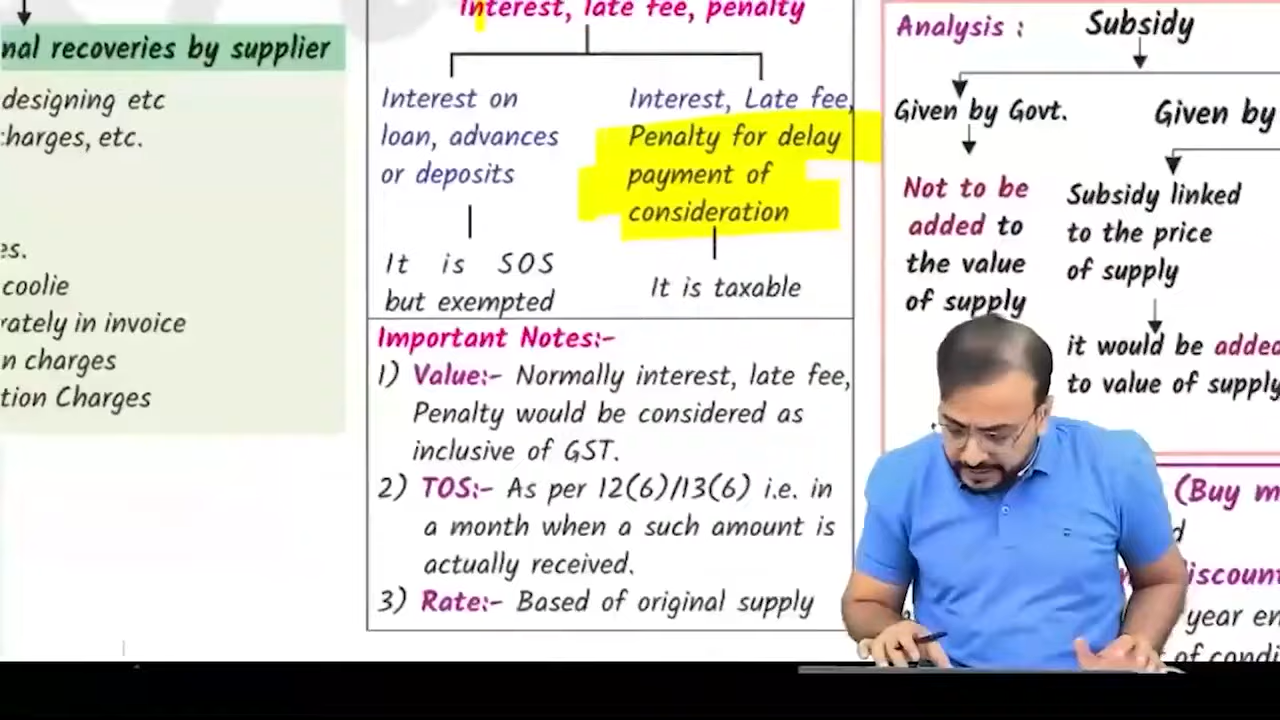 nal recoveries by supplier
designing etc
charges, etc.
es.
coolie
rately in invoice
n charges
tion Charges
Interest, late fee, penalty
Interest on
loan, advances
or deposits
It is SOS
but exempted
Interest, Late fee,
Penalty for delay
payment of
consideration
It is taxable
Important Notes:-
1) Value:- Normally interest, late fee,
Penalty would be considered as
inclusive of GST.
2) TOS:- As per 12(6)/13(6) i.e. in
a month when a such amount is
actually received.
3) Rate:- Based of original supply
Analysis : Subsidy
Given by Govt.
Not to be
added to
the value
of supply
Given by
Subsidy linked
to the price
of supply
it would be added
to value of supply
(Buy m
d
iscount
year en
of condi